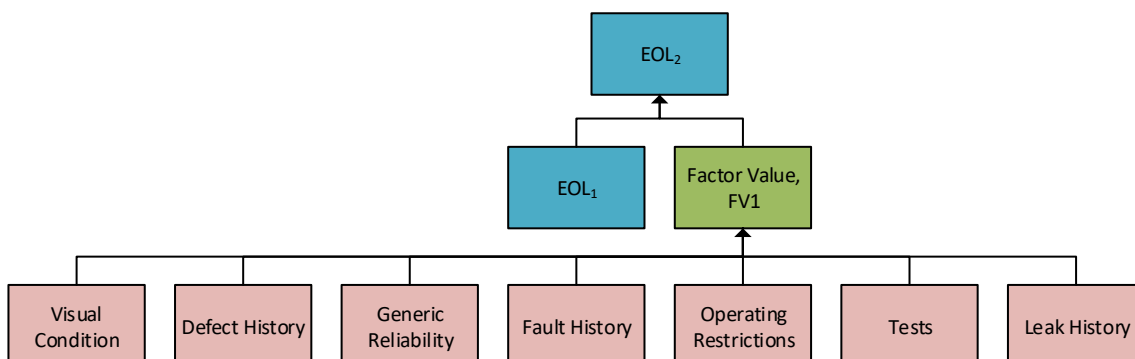 EOL₂
EOL₁
Factor Value,
FV1
Visual
Condition
Defect History
Generic
Reliability
Fault History
Operating
Restrictions
Tests
Leak History